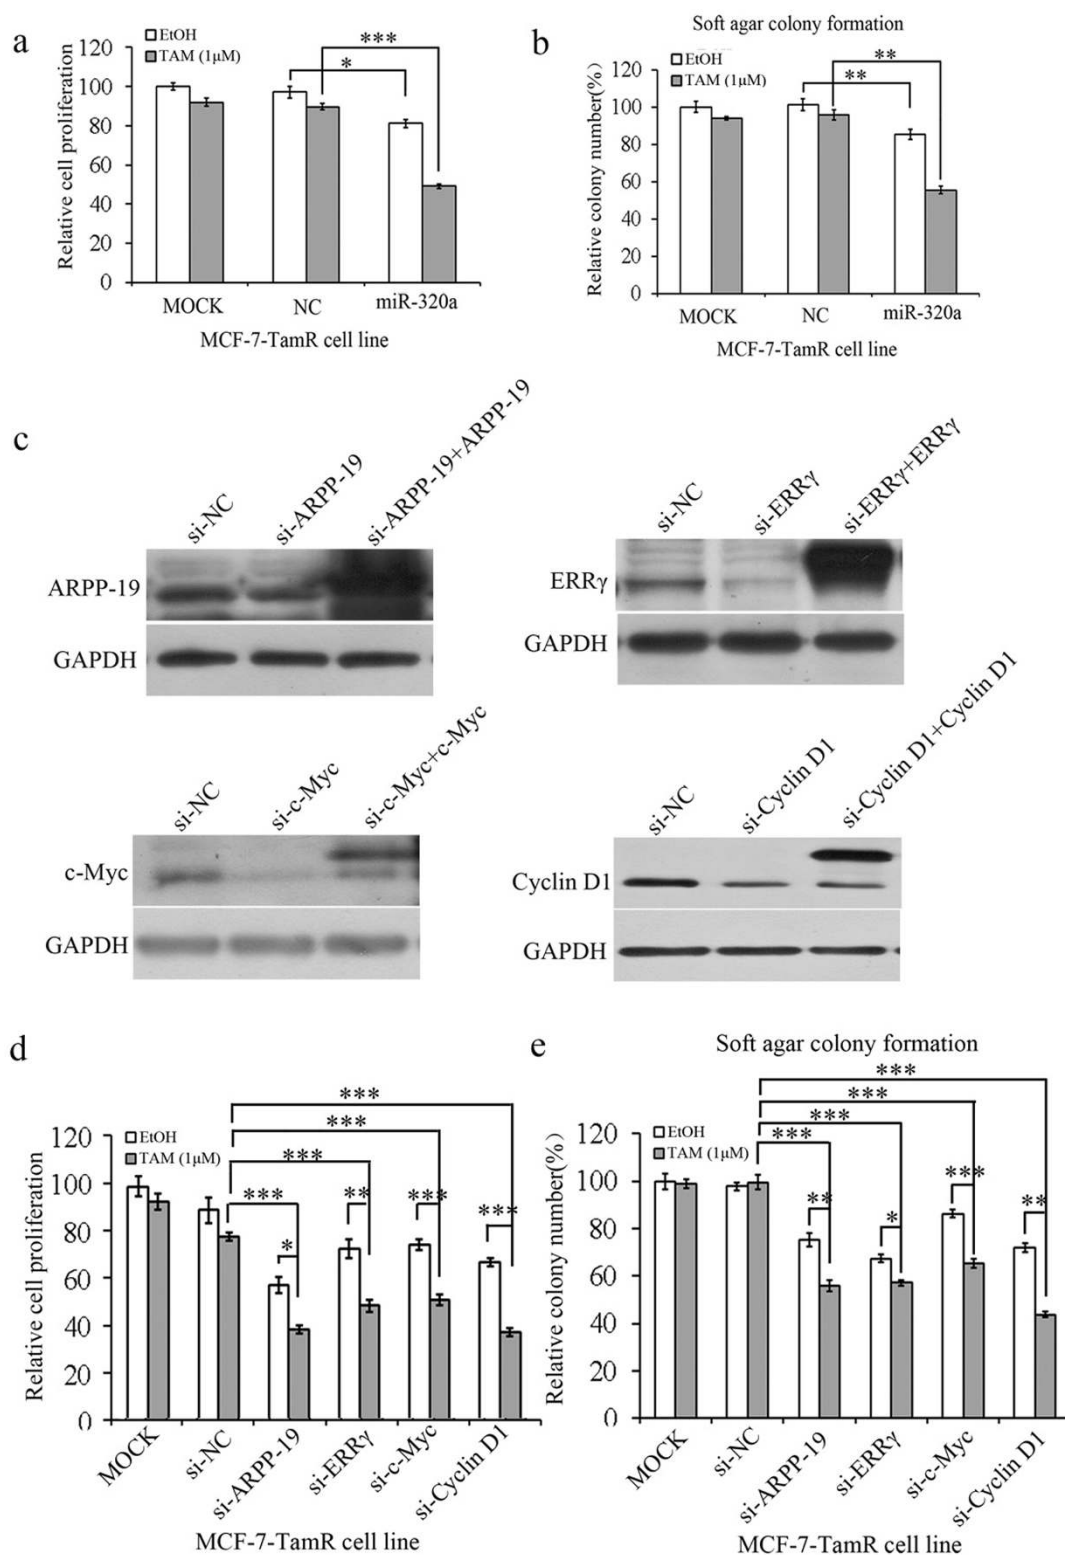 a
EtOH
TAM (1μM)
***
*
120
100
80
60
40
20
0
Relative cell proliferation
MOCK
NC
miR-320a
MCF-7-TamR cell line
b
Soft agar colony formation
EtOH
TAM (1μM)
**
**
120
100
80
60
40
20
0
Relative colony number(%)
MOCK
NC
miR-320a
MCF-7-TamR cell line
c
si-NC
si-ARPP-19
si-ARPP-19+ARPP-19
ARPP-19
GAPDH
si-NC
si-ERRγ
si-ERRγ+ERRγ
ERRγ
GAPDH
si-NC
si-c-Myc
si-c-Myc+c-Myc
c-Myc
GAPDH
si-NC
si-Cyclin D1
si-Cyclin D1+Cyclin D1
Cyclin D1
GAPDH
d
EtOH
TAM (1μM)
***
***
***
***
*
**
***
***
120
100
80
60
40
20
0
Relative cell proliferation
MOCK
si-NC
si-ARPP-19
si-ERRγ
si-c-Myc
si-Cyclin D1
MCF-7-TamR cell line
e
Soft agar colony formation
EtOH
TAM (1μM)
***
***
***
***
**
*
***
**
120
100
80
60
40
20
0
Relative colony number(%)
MOCK
si-NC
si-ARPP-19
si-ERRγ
si-c-Myc
si-Cyclin D1
MCF-7-TamR cell line